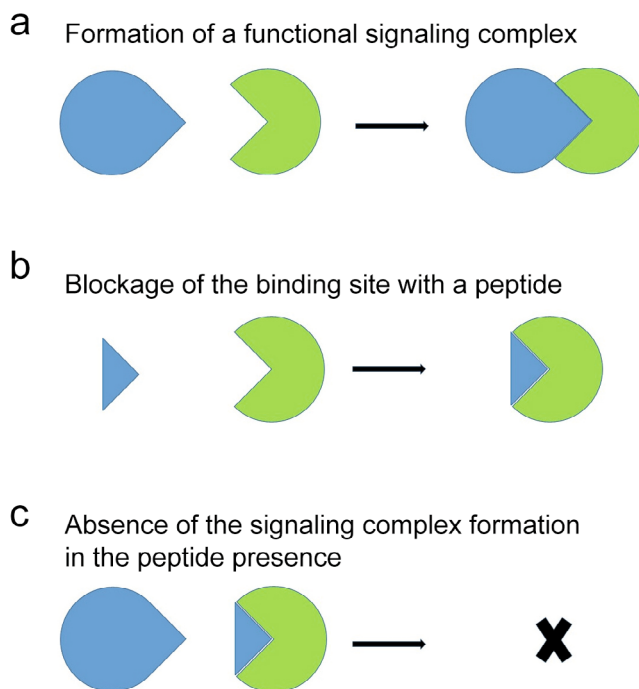 a
Formation of a functional signaling complex
b
Blockage of the binding site with a peptide
c
Absence of the signaling complex formation
in the peptide presence